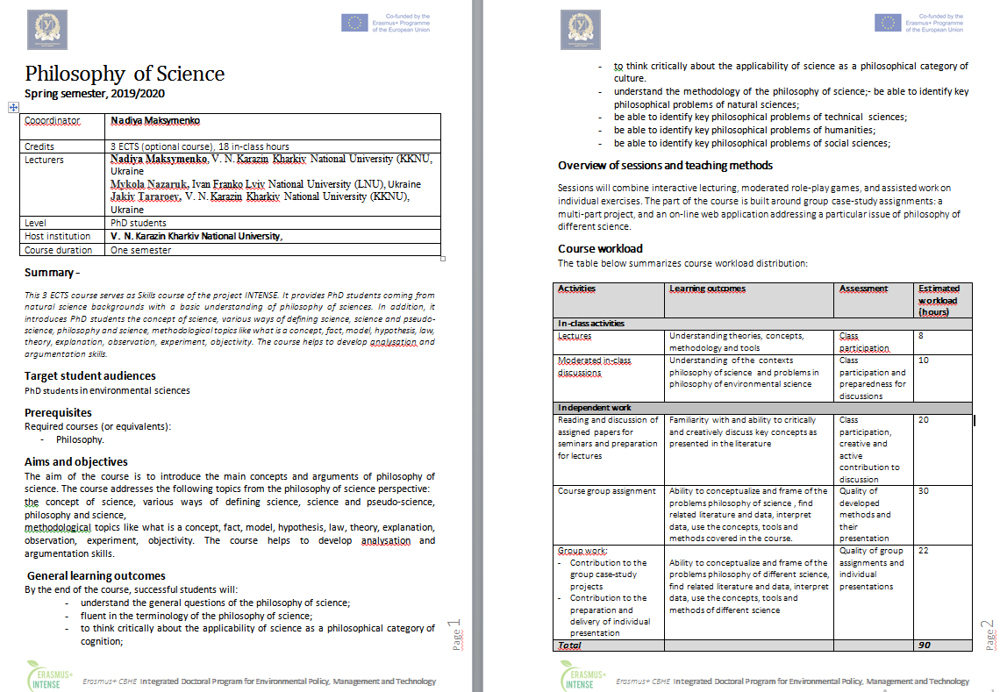 Co-funded by the
Erasmus+ Programme
of the European Union
Philosophy of Science
Spring semester, 2019/2020
Cooordinator Nadiya Maksymenko
Credits 3 ECTS (optional course), 18 in-class hours
Lecturers Nadiya Maksymenko, V. N. Karazin Kharkiv National University (KKNU,
Ukraine
Mykola Nazaruk, Ivan Franko Lviv National University (LNU), Ukraine
Jakiv Tararoev, V. N. Karazin Kharkiv National University (KKNU),
Ukraine
Level PhD students
Host institution V. N. Karazin Kharkiv National University,
Course duration One semester
Summary -
This 3 ECTS course serves as Skills course of the project INTENSE. It provides PhD students coming from
natural science backgrounds with a basic understanding of philosophy of sciences. In addition, it
introduces PhD students the concept of science, various ways of defining science, science and pseudo-
science, philosophy and science, methodological topics like what is a concept, fact, model, hypothesis, law,
theory, explanation, observation, experiment, objectivity. The course helps to develop analysation and
argumentation skills.
Target student audiences
PhD students in environmental sciences
Prerequisites
Required courses (or equivalents):
- Philosophy.
Aims and objectives
The aim of the course is to introduce the main concepts and arguments of philosophy of
science. The course addresses the following topics from the philosophy of science perspective:
the concept of science, various ways of defining science, science and pseudo-science,
philosophy and science,
methodological topics like what is a concept, fact, model, hypothesis, law, theory, explanation,
observation, experiment, objectivity. The course helps to develop analysation and
argumentation skills.
General learning outcomes
By the end of the course, successful students will:
- understand the general questions of the philosophy of science;
- fluent in the terminology of the philosophy of science;
- to think critically about the applicability of science as a philosophical category of
cognition;
Page 1
ERASMUS+
INTENSE
Erasmus+ CBHE Integrated Doctoral Program for Environmental Policy, Management and Technology
Co-funded by the
Erasmus+ Programme
of the European Union
- to think critically about the applicability of science as a philosophical category of
culture.
- understand the methodology of the philosophy of science;- be able to identify key
philosophical problems of natural sciences;
- be able to identify key philosophical problems of technical sciences;
- be able to identify key philosophical problems of humanities;
- be able to identify key philosophical problems of social sciences;
Overview of sessions and teaching methods
Sessions will combine interactive lecturing, moderated role-play games, and assisted work on
individual exercises. The part of the course is built around group case-study assignments: a
multi-part project, and an on-line web application addressing a particular issue of philosophy of
different science.
Course workload
The table below summarizes course workload distribution:
Activities Learning outcomes Assessment Estimated
workload
(hours)
In-class activities
Lectures Understanding theories, concepts, Class 8
methodology and tools participation
Moderated in-class Understanding of the contexts Class 10
discussions philosophy of science and problems in participation and
philosophy of environmental science preparedness for
discussions
Independent work
Reading and discussion of Familiarity with and ability to critically Class 20
assigned papers for and creatively discuss key concepts as participation,
seminars and preparation presented in the literature creative and
for lectures active
contribution to
discussion
Course group assignment Ability to conceptualize and frame of the Quality of 30
problems philosophy of science , find developed
related literature and data, interpret methods and
data, use the concepts, tools and their
methods covered in the course. presentation
Group work: Quality of group 22
- Contribution to the Ability to conceptualize and frame of the assignments and
group case-study problems philosophy of different science, individual
projects find related literature and data, interpret presentations
- Contribution to the data, use the concepts, tools and
preparation and methods of different science
delivery of individual
presentation
Total 90
Page 2
ERASMUS+
INTENSE
Erasmus+ CBHE Integrated Doctoral Program for Environmental Policy, Management and Technology